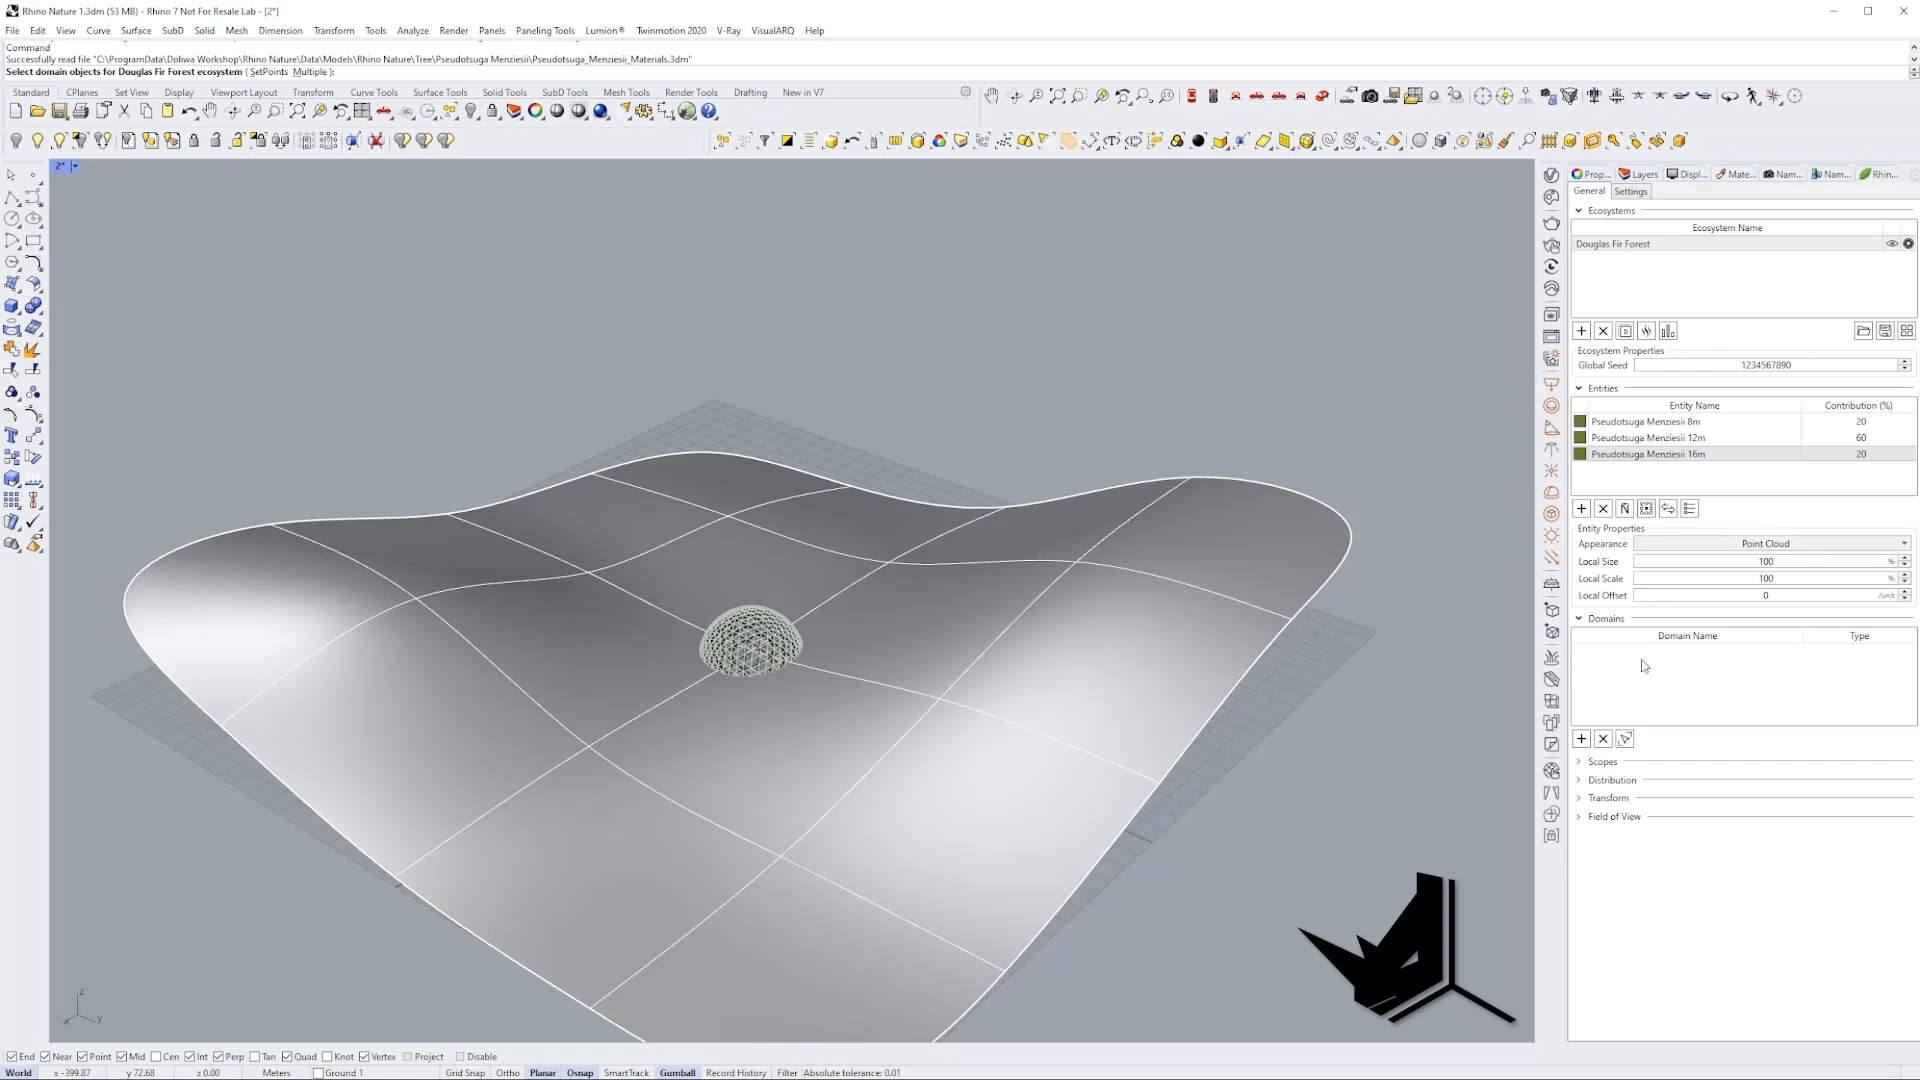 Rhino Nature 1.3dm (53 MB) - Rhino 7 Not For Resale Lab - [2*]
File Edit View Curve Surface SubD Solid Mesh Dimension Transform Tools Analyze Render Panels Paneling Tools Lumion® Twinmotion 2020 V-Ray VisualARQ Help
Command
Successfully read file "C:\ProgramData\Doliwa Workshop\Rhino Nature\Data\Models\Rhino Nature\Tree\Pseudotsuga Menziesii\Pseudotsuga_Menziesii_Materials.3dm"
Select domain objects for Douglas Fir Forest ecosystem ( SetPoints Multiple ):
Standard CPlanes Set View Display Viewport Layout Transform Curve Tools Surface Tools Solid Tools SubD Tools Mesh Tools Render Tools Drafting New in V7
2*
Prop... Layers Displ... Mate... Nam... Nam... Rhin...
General Settings
Ecosystems
Ecosystem Name
Douglas Fir Forest
Ecosystem Properties
Global Seed 1234567890
Entities
Entity Name Contribution (%)
Pseudotsuga Menziesii 8m 20
Pseudotsuga Menziesii 12m 60
Pseudotsuga Menziesii 16m 20
Entity Properties
Appearance Point Cloud
Local Size 100 %
Local Scale 100 %
Local Offset 0 /unit
Domains
Domain Name Type
Scopes
Distribution
Transform
Field of View
z
x y
End Near Point Mid Cen Int Perp Tan Quad Knot Vertex Project Disable
World x -399.87 y 72.68 z 0.00 Meters Ground 1 Grid Snap Ortho Planar Osnap SmartTrack Gumball Record History Filter Absolute tolerance: 0.01